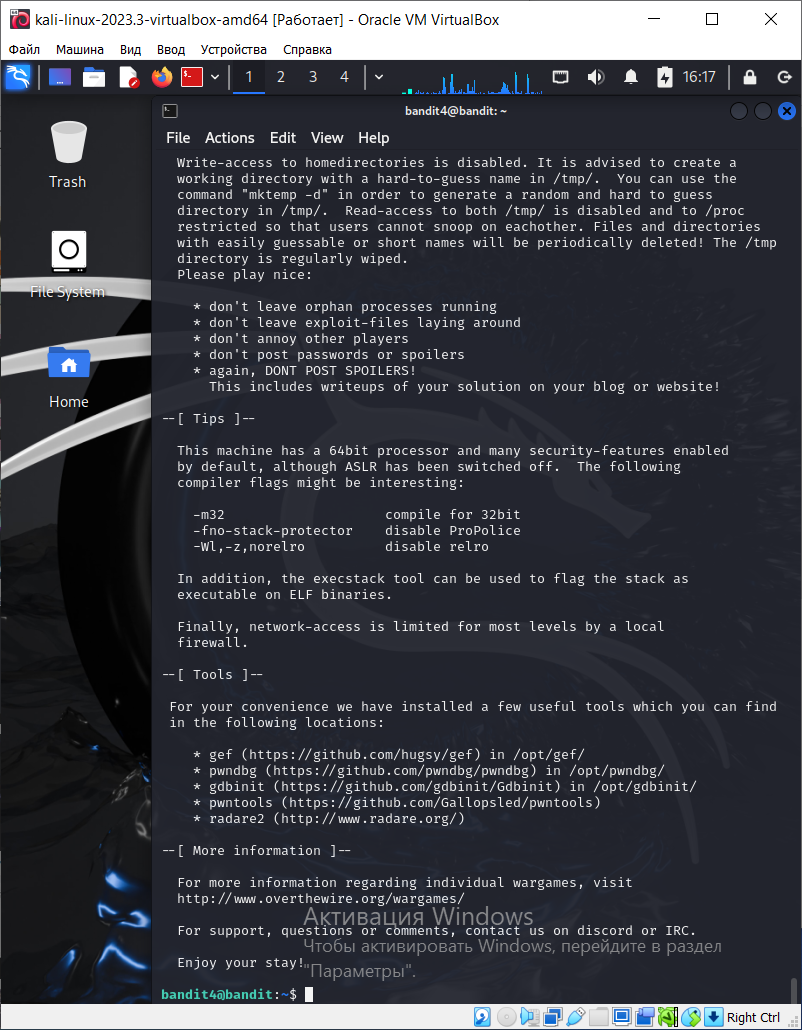 kali-linux-2023.3-virtualbox-amd64 [Работает] - Oracle VM VirtualBox
Файл Машина Вид Ввод Устройства Справка
1 2 3 4 16:17
bandit4@bandit: ~
File Actions Edit View Help
Trash
File System
Home
Write-access to homedirectories is disabled. It is advised to create a
working directory with a hard-to-guess name in /tmp/.  You can use the
command "mktemp -d" in order to generate a random and hard to guess
directory in /tmp/.  Read-access to both /tmp/ is disabled and to /proc
restricted so that users cannot snoop on eachother. Files and directories
with easily guessable or short names will be periodically deleted! The /tmp
directory is regularly wiped.
Please play nice:
* don't leave orphan processes running
* don't leave exploit-files laying around
* don't annoy other players
* don't post passwords or spoilers
* again, DONT POST SPOILERS!
This includes writeups of your solution on your blog or website!
--[ Tips ]--
This machine has a 64bit processor and many security-features enabled
by default, although ASLR has been switched off.  The following
compiler flags might be interesting:
-m32                    compile for 32bit
-fno-stack-protector    disable ProPolice
-Wl,-z,norelro          disable relro
In addition, the execstack tool can be used to flag the stack as
executable on ELF binaries.
Finally, network-access is limited for most levels by a local
firewall.
--[ Tools ]--
For your convenience we have installed a few useful tools which you can find
in the following locations:
* gef (https://github.com/hugsy/gef) in /opt/gef/
* pwndbg (https://github.com/pwndbg/pwndbg) in /opt/pwndbg/
* gdbinit (https://github.com/gdbinit/Gdbinit) in /opt/gdbinit/
* pwntools (https://github.com/Gallopsled/pwntools)
* radare2 (http://www.radare.org/)
--[ More information ]--
For more information regarding individual wargames, visit
http://www.overthewire.org/wargames/
For support, questions or comments, contact us on discord or IRC.
Enjoy your stay!
bandit4@bandit:~$
Активация Windows
Чтобы активировать Windows, перейдите в раздел
"Параметры".
Right Ctrl